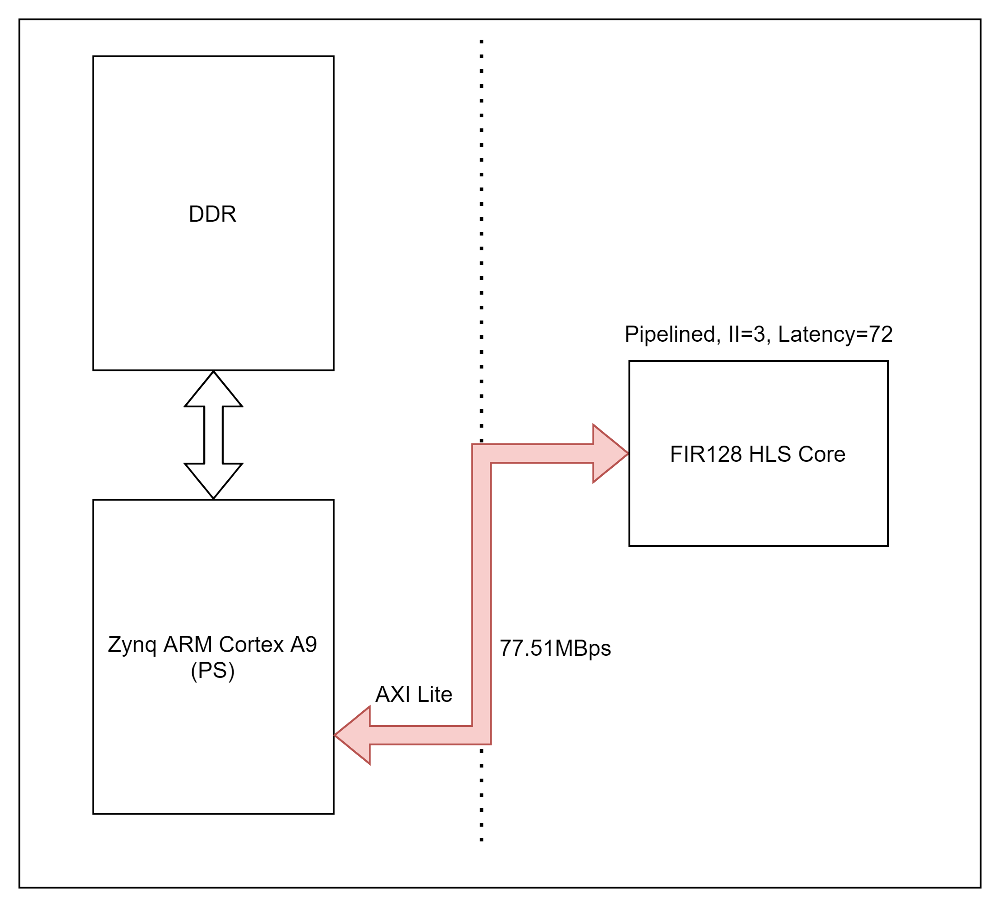 DDR
Pipelined, II=3, Latency=72
FIR128 HLS Core
Zynq ARM Cortex A9
(PS)
77.51MBps
AXI Lite